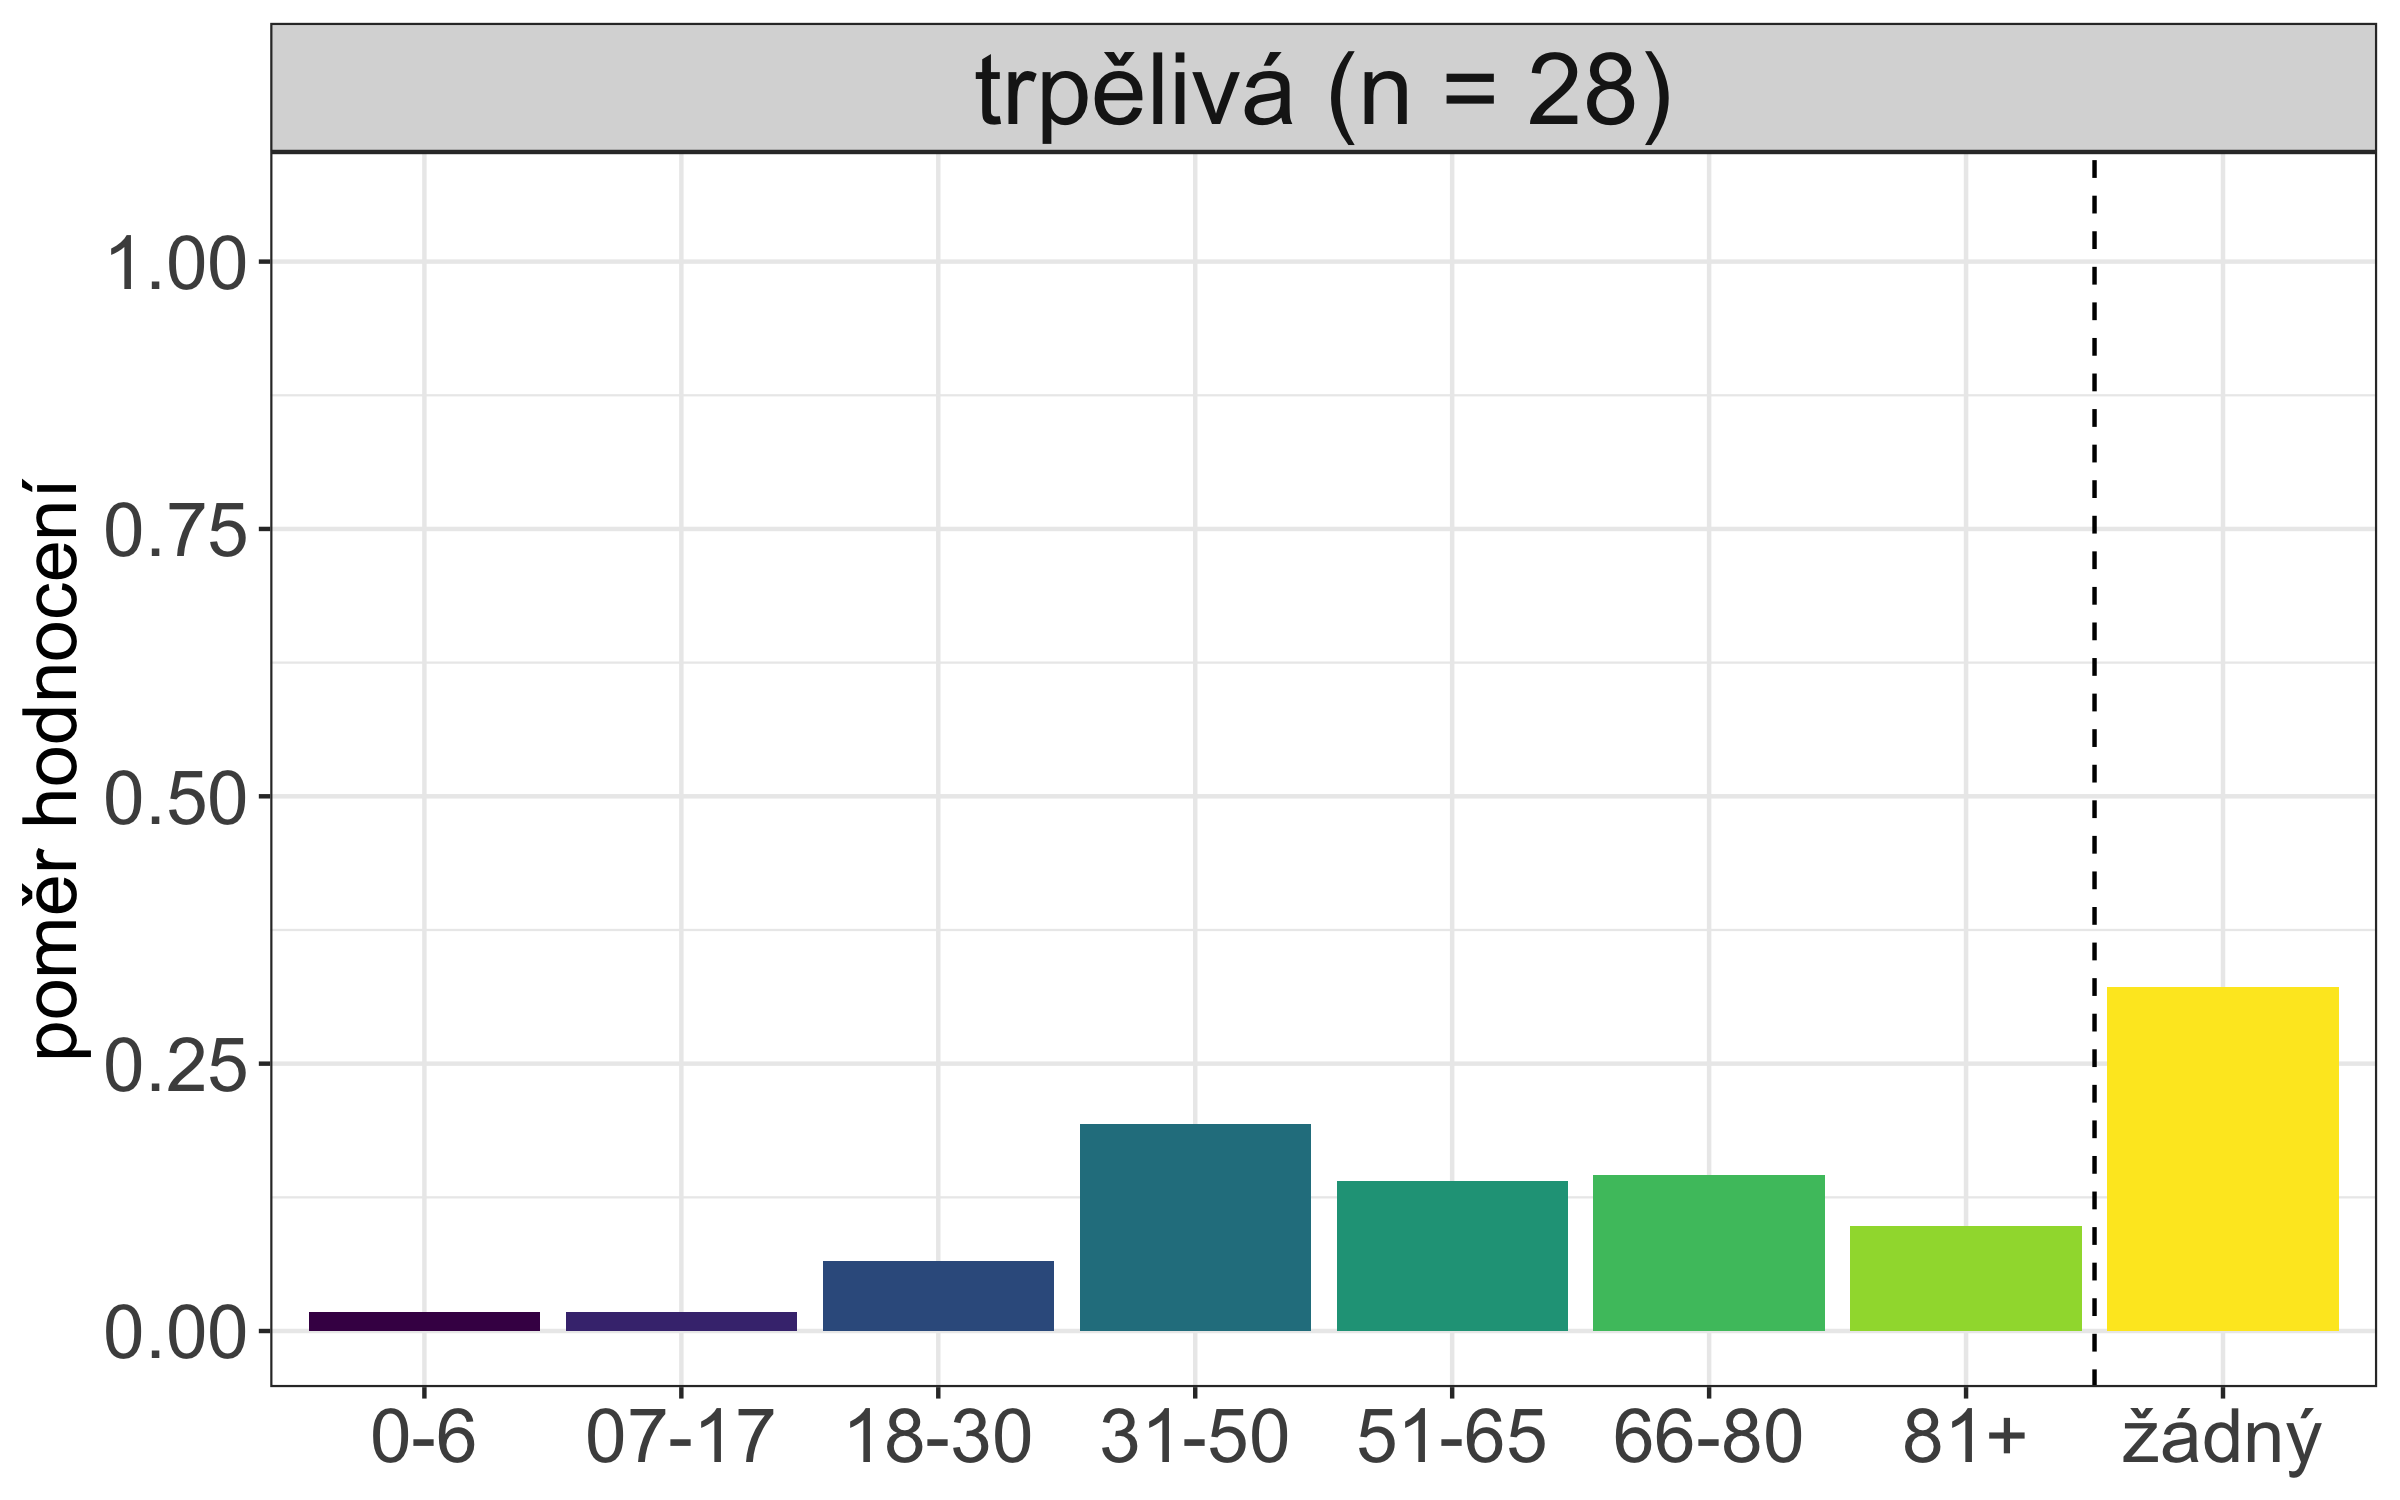 trpělivá (n = 28)
poměr hodnocení
1.00
0.75
0.50
0.25
0.00
0-6 07-17 18-30 31-50 51-65 66-80 81+ žádný